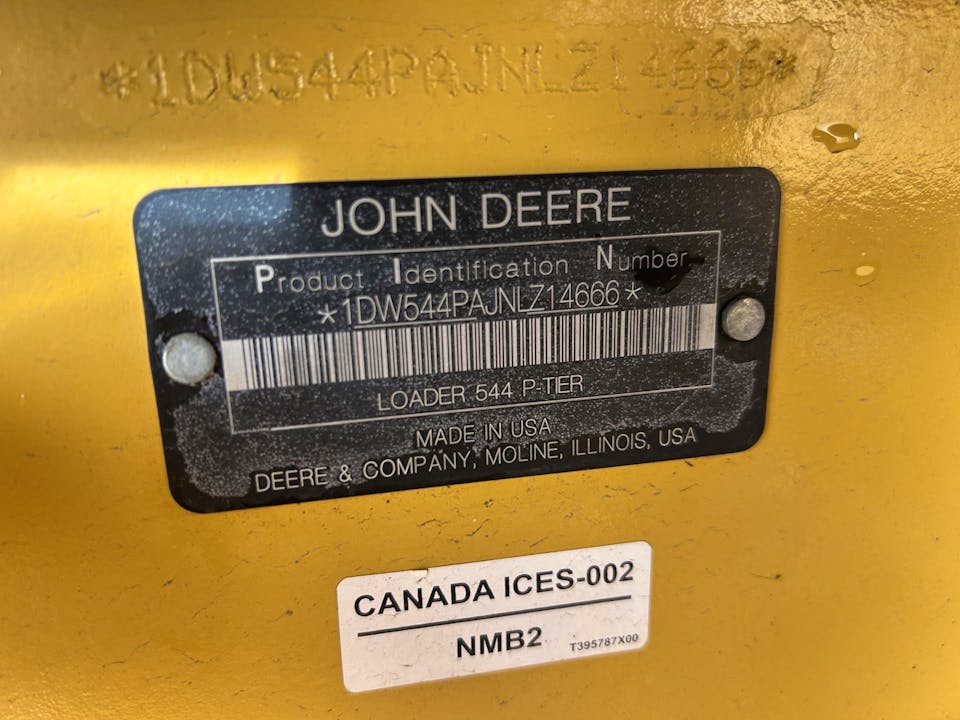 *1DW544PAJNLZ14666*
JOHN DEERE
Product Identification Number
*1DW544PAJNLZ14666*
LOADER 544 P-TIER
MADE IN USA
DEERE & COMPANY, MOLINE, ILLINOIS, USA
CANADA ICES-002
NMB2
T395787X00